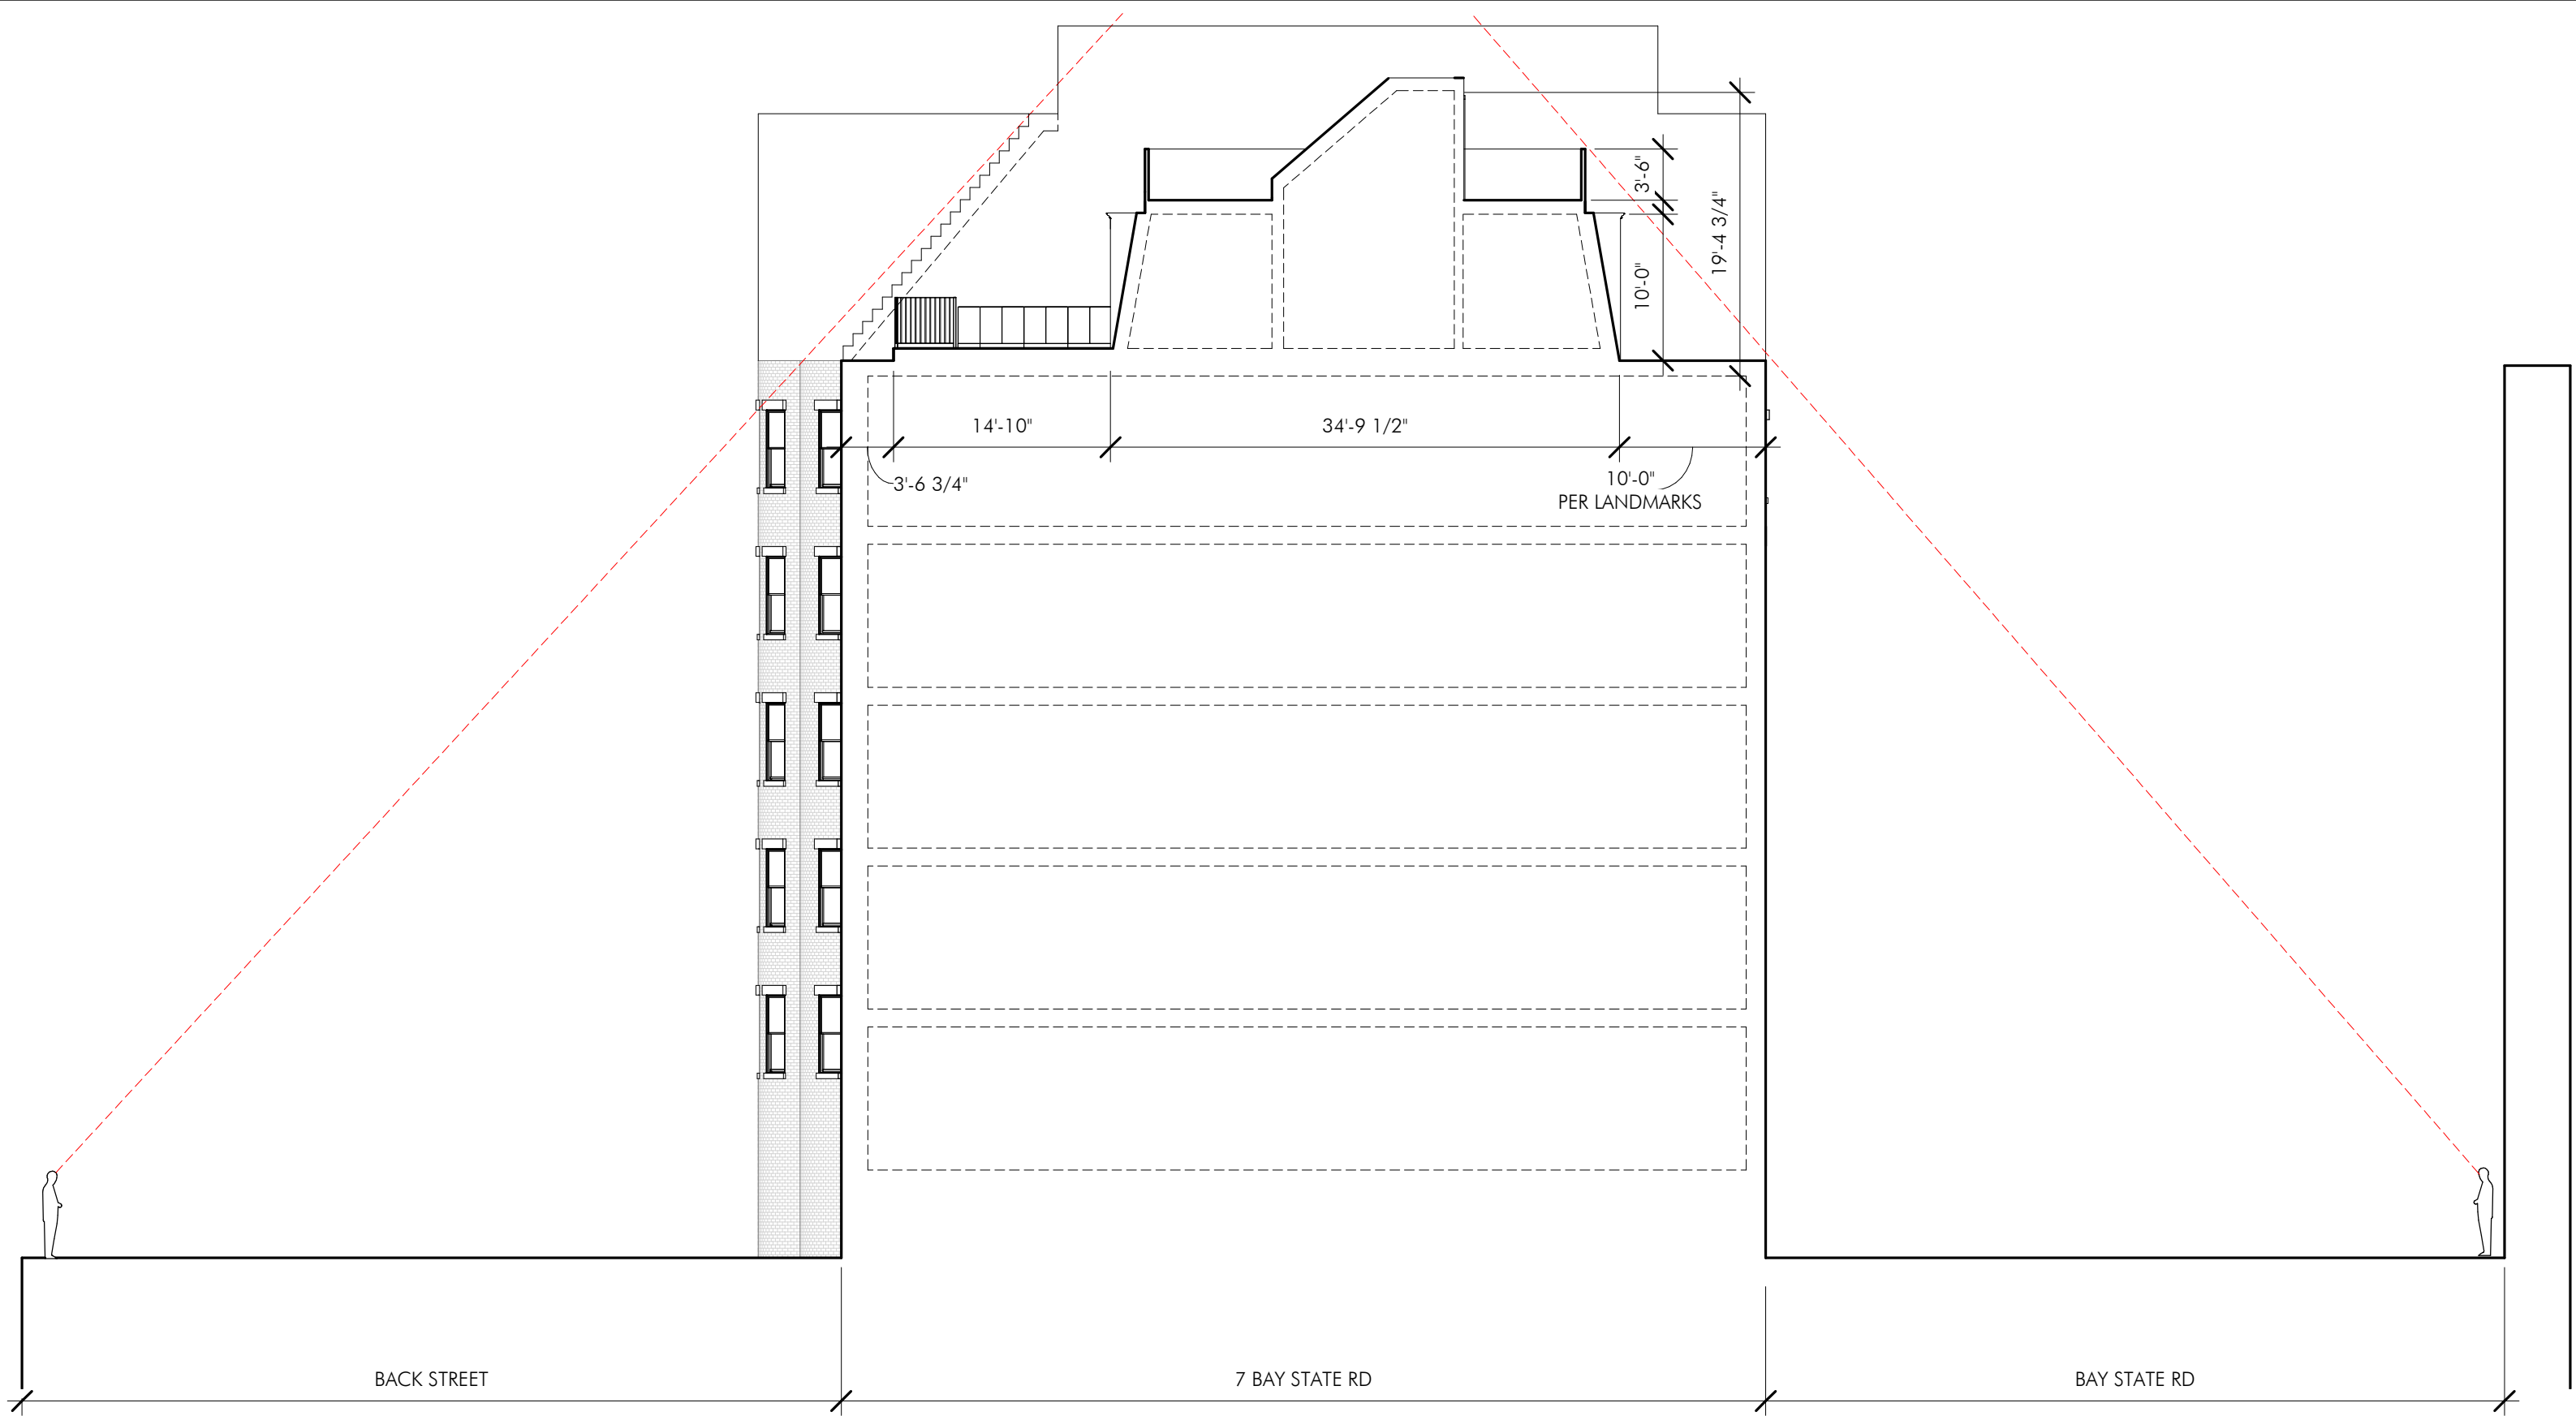 3'-6"
19'-4 3/4"
10'-0"
14'-10"
34'-9 1/2"
3'-6 3/4"
10'-0"
PER LANDMARKS
BACK STREET
7 BAY STATE RD
BAY STATE RD